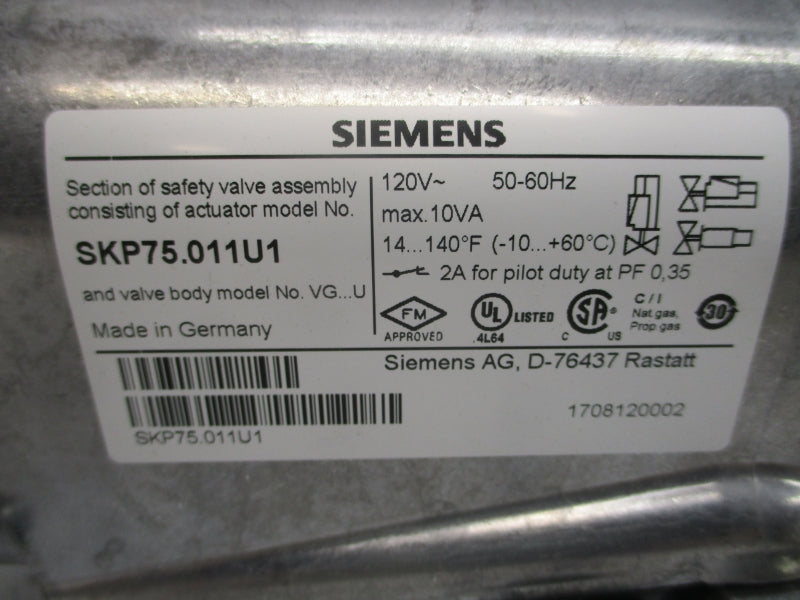 SIEMENS
Section of safety valve assembly
consisting of actuator model No.
SKP75.011U1
and valve body model No. VG...U
Made in Germany
120V~ 50-60Hz
max.10VA
14...140°F (-10...+60°C)
2A for pilot duty at PF 0,35
FM
APPROVED
UL
LISTED
4L64
SA®
C US
C / I
Nat gas,
Prop gas
30
Siemens AG, D-76437 Rastatt
1708120002
SKP75.011U1